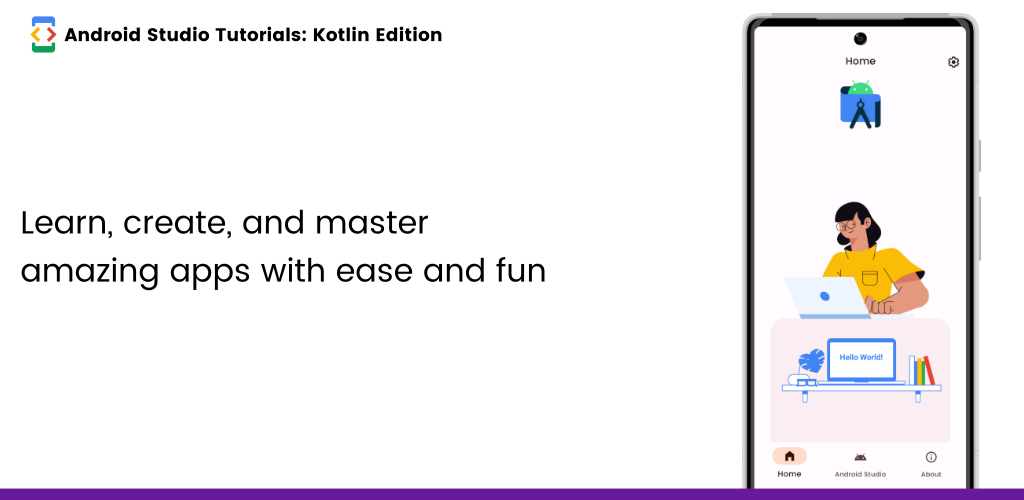 Android Studio Tutorials: Kotlin Edition
Learn, create, and master
amazing apps with ease and fun
Home
Hello World!
Home
Android Studio
About